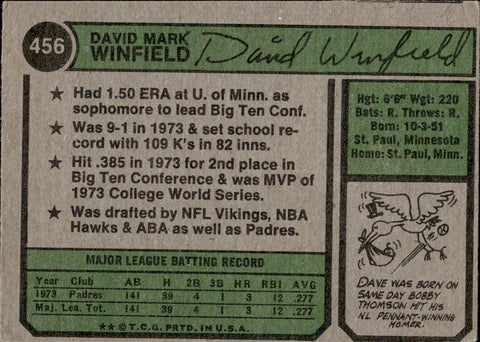 456
DAVID MARK
WINFIELD
David Winfield
★ Had 1.50 ERA at U. of Minn. as
sophomore to lead Big Ten Conf.
★ Was 9-1 in 1973 & set school re-
cord with 109 K's in 82 inns.
★ Hit .385 in 1973 for 2nd place in
Big Ten Conference & was MVP of
1973 College World Series.
★ Was drafted by NFL Vikings, NBA
Hawks & ABA as well as Padres.
Hgt: 6'6" Wgt: 220
Bats: R. Throws: R.
Born: 10-3-51
St. Paul, Minnesota
Home: St. Paul, Minn.
MAJOR LEAGUE BATTING RECORD
Year Club AB H 2B 3B HR RBI AVG
1973 Padres 141 39 4 1 3 12 .277
Maj. Lea. Tot. 141 39 4 1 3 12 .277
** © T.C.G. PRTD. IN U.S.A.
DAVE WAS BORN ON
SAME DAY BOBBY
THOMSON HIT HIS
NL PENNANT-WINNING
HOMER.